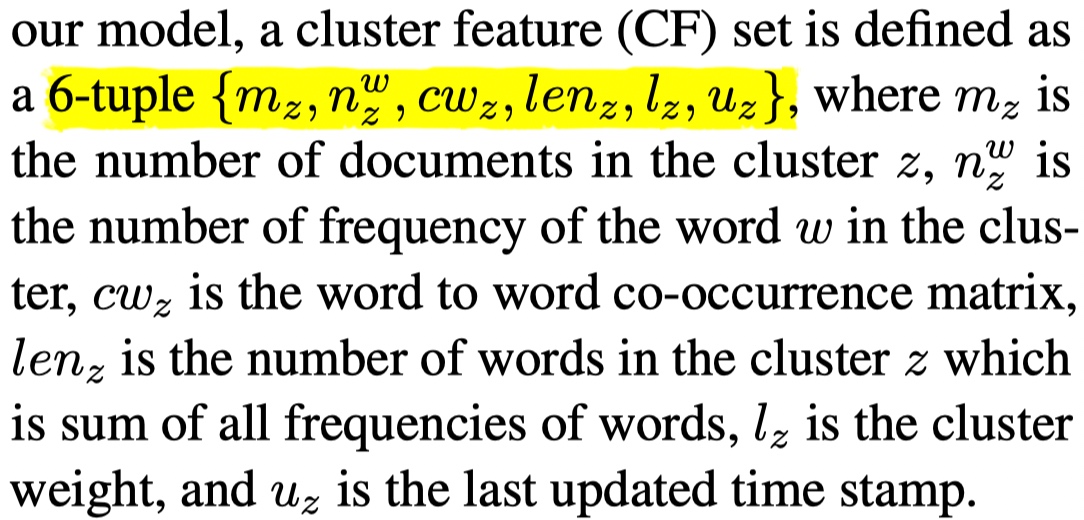 our model, a cluster feature (CF) set is defined as
a 6-tuple {m_z, n_z^w, cw_z, len_z, l_z, u_z}, where m_z is
the number of documents in the cluster z, n_z^w is
the number of frequency of the word w in the clus-
ter, cw_z is the word to word co-occurrence matrix,
len_z is the number of words in the cluster z which
is sum of all frequencies of words, l_z is the cluster
weight, and u_z is the last updated time stamp.